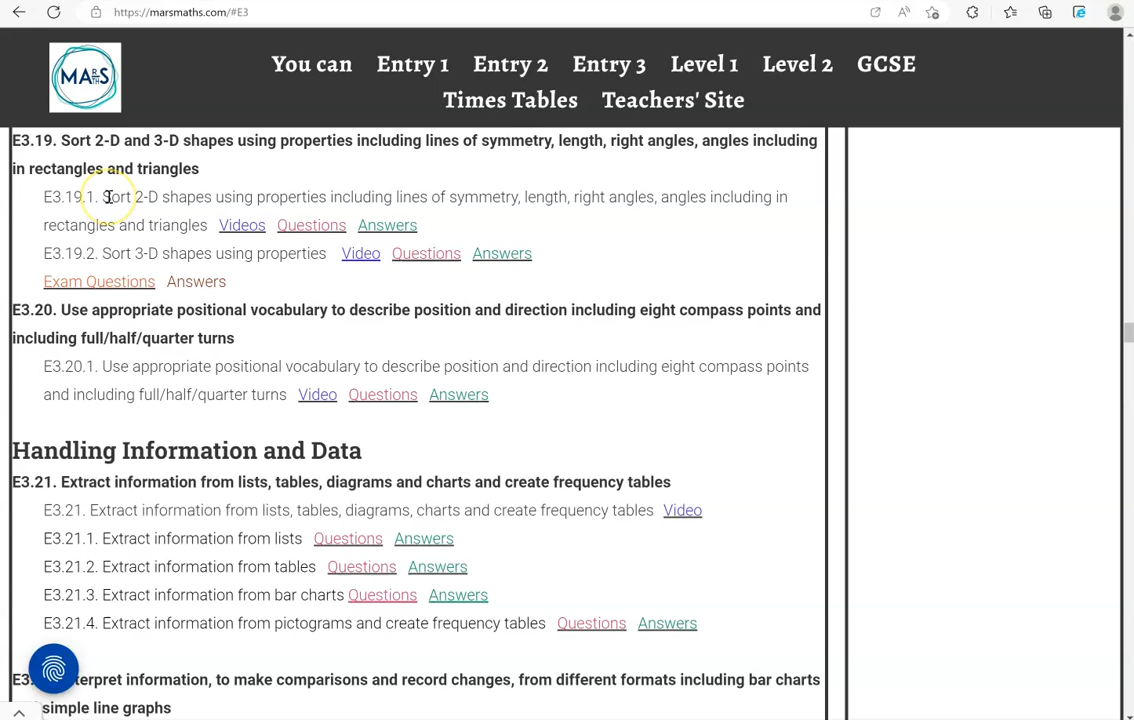 https://marsmaths.com/#E3
MARS
MATH
You can Entry 1 Entry 2 Entry 3 Level 1 Level 2 GCSE
Times Tables Teachers' Site
E3.19. Sort 2-D and 3-D shapes using properties including lines of symmetry, length, right angles, angles including
in rectangles and triangles
E3.19.1. Sort 2-D shapes using properties including lines of symmetry, length, right angles, angles including in
rectangles and triangles Videos Questions Answers
E3.19.2. Sort 3-D shapes using properties Video Questions Answers
Exam Questions Answers
E3.20. Use appropriate positional vocabulary to describe position and direction including eight compass points and
including full/half/quarter turns
E3.20.1. Use appropriate positional vocabulary to describe position and direction including eight compass points
and including full/half/quarter turns Video Questions Answers
Handling Information and Data
E3.21. Extract information from lists, tables, diagrams and charts and create frequency tables
E3.21. Extract information from lists, tables, diagrams, charts and create frequency tables Video
E3.21.1. Extract information from lists Questions Answers
E3.21.2. Extract information from tables Questions Answers
E3.21.3. Extract information from bar charts Questions Answers
E3.21.4. Extract information from pictograms and create frequency tables Questions Answers
information, to make comparisons and record changes, from different formats including bar charts
simple line graphs